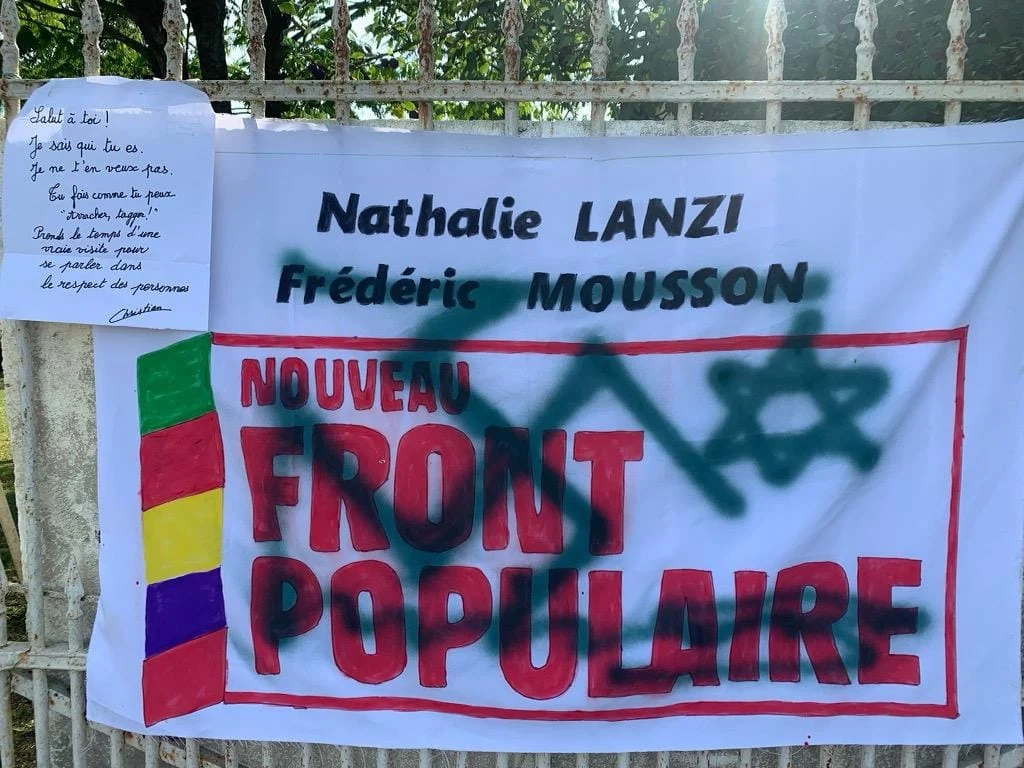 Salut à toi !
Je sais qui tu es.
Je ne t'en veux pas.
Tu fais comme tu peux
"Arracher, tagger!"
Prends le temps d'une
vraie visite pour
se parler dans
le respect des personnes
Christian
Nathalie LANZI
Frédéric MOUSSON
NOUVEAU
FRONT
POPULAIRE